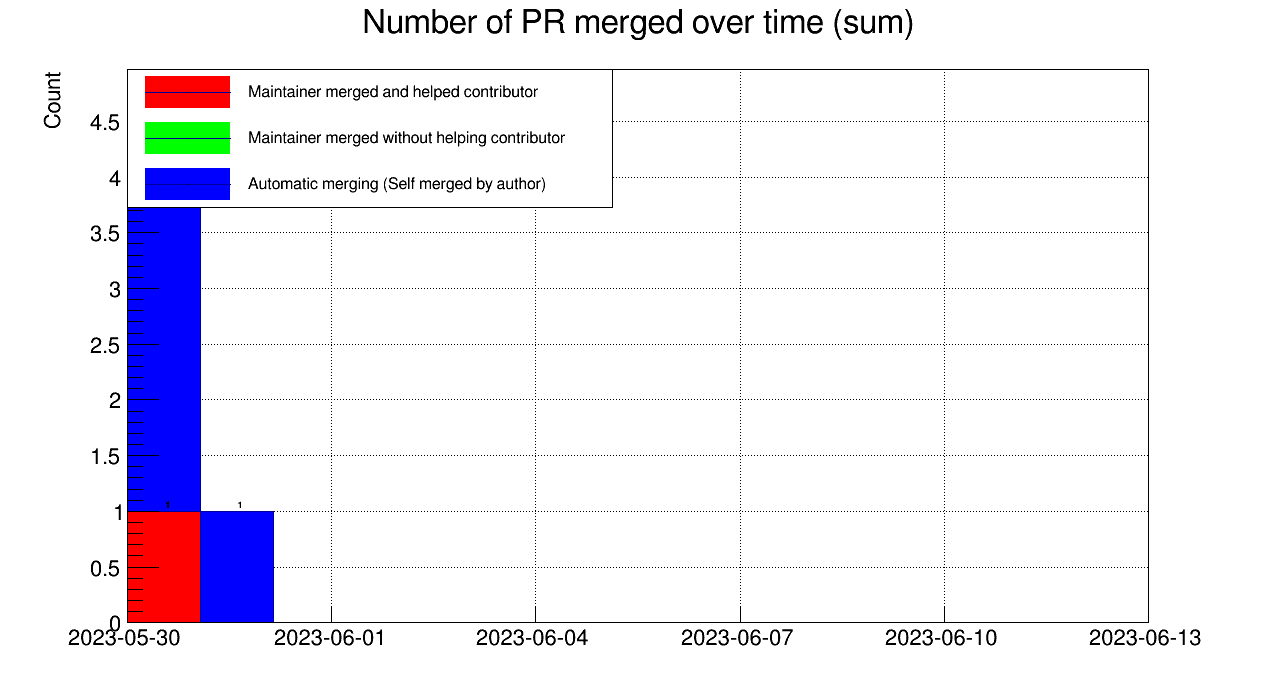 Number of PR merged over time (sum)
Count
Maintainer merged and helped contributor
Maintainer merged without helping contributor
Automatic merging (Self merged by author)
4.5
4
3.5
3
2.5
2
1.5
1
0.5
0
1 1
2023-05-30 2023-06-01 2023-06-04 2023-06-07 2023-06-10 2023-06-13